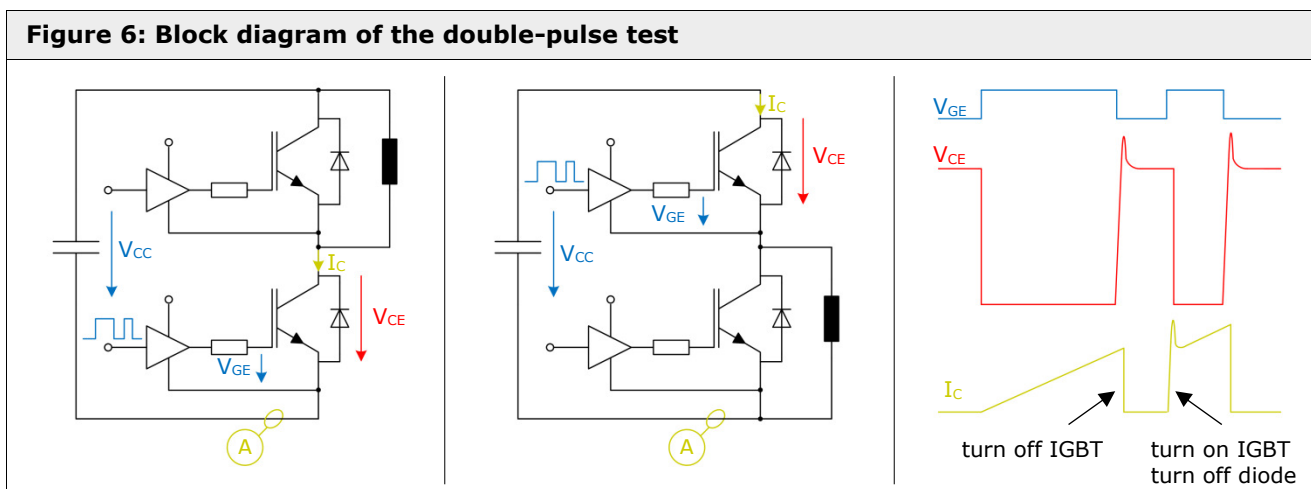 Figure 6: Block diagram of the double-pulse test
IC
VCC
VGE
VCE
A
IC
VCE
VGE
VCC
A
VGE
VCE
IC
turn off IGBT
turn on IGBT
turn off diode